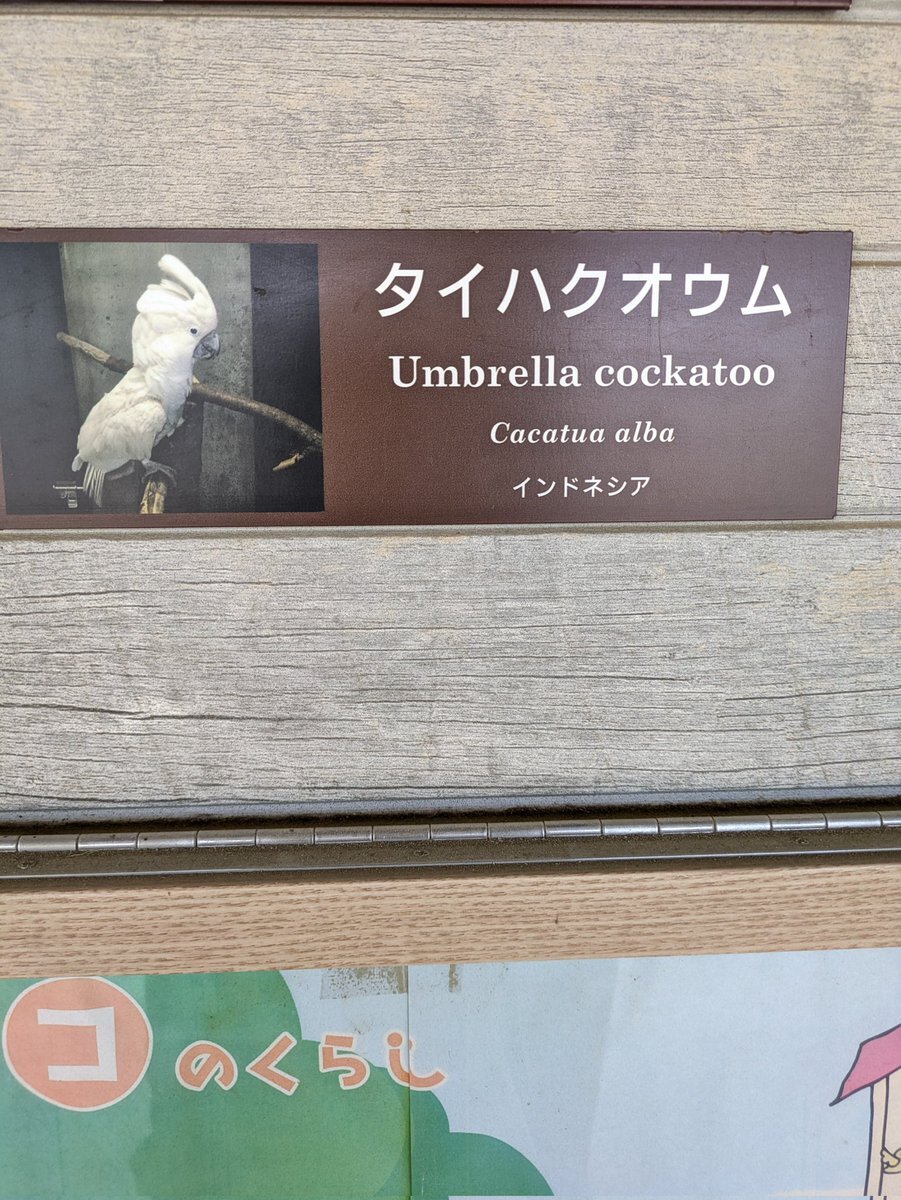 タイハクオウム
Umbrella cockatoo
Cacatua alba
インドネシア
コのくらし